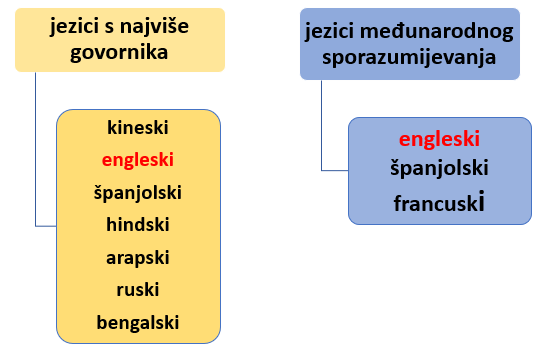 jezici s najviše
govornika
kineski
engleski
španjolski
hindski
arapski
ruski
bengalski
jezici međunarodnog
sporazumijevanja
engleski
španjolski
francuski